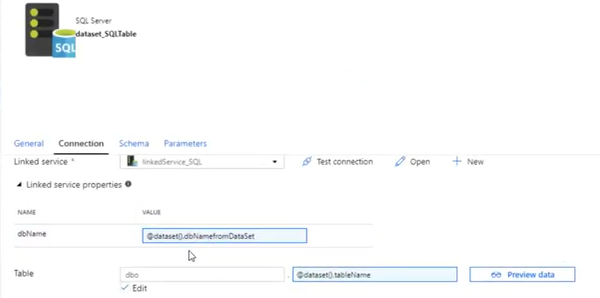 SQL Server
dataset_SQLTable
SQL
General Connection Schema Parameters
Linked service * linkedService_SQL Test connection Open New
Linked service properties
NAME VALUE
dbName @dataset().dbNamefromDataSet
Table dbo . @dataset().tableName Preview data
Edit